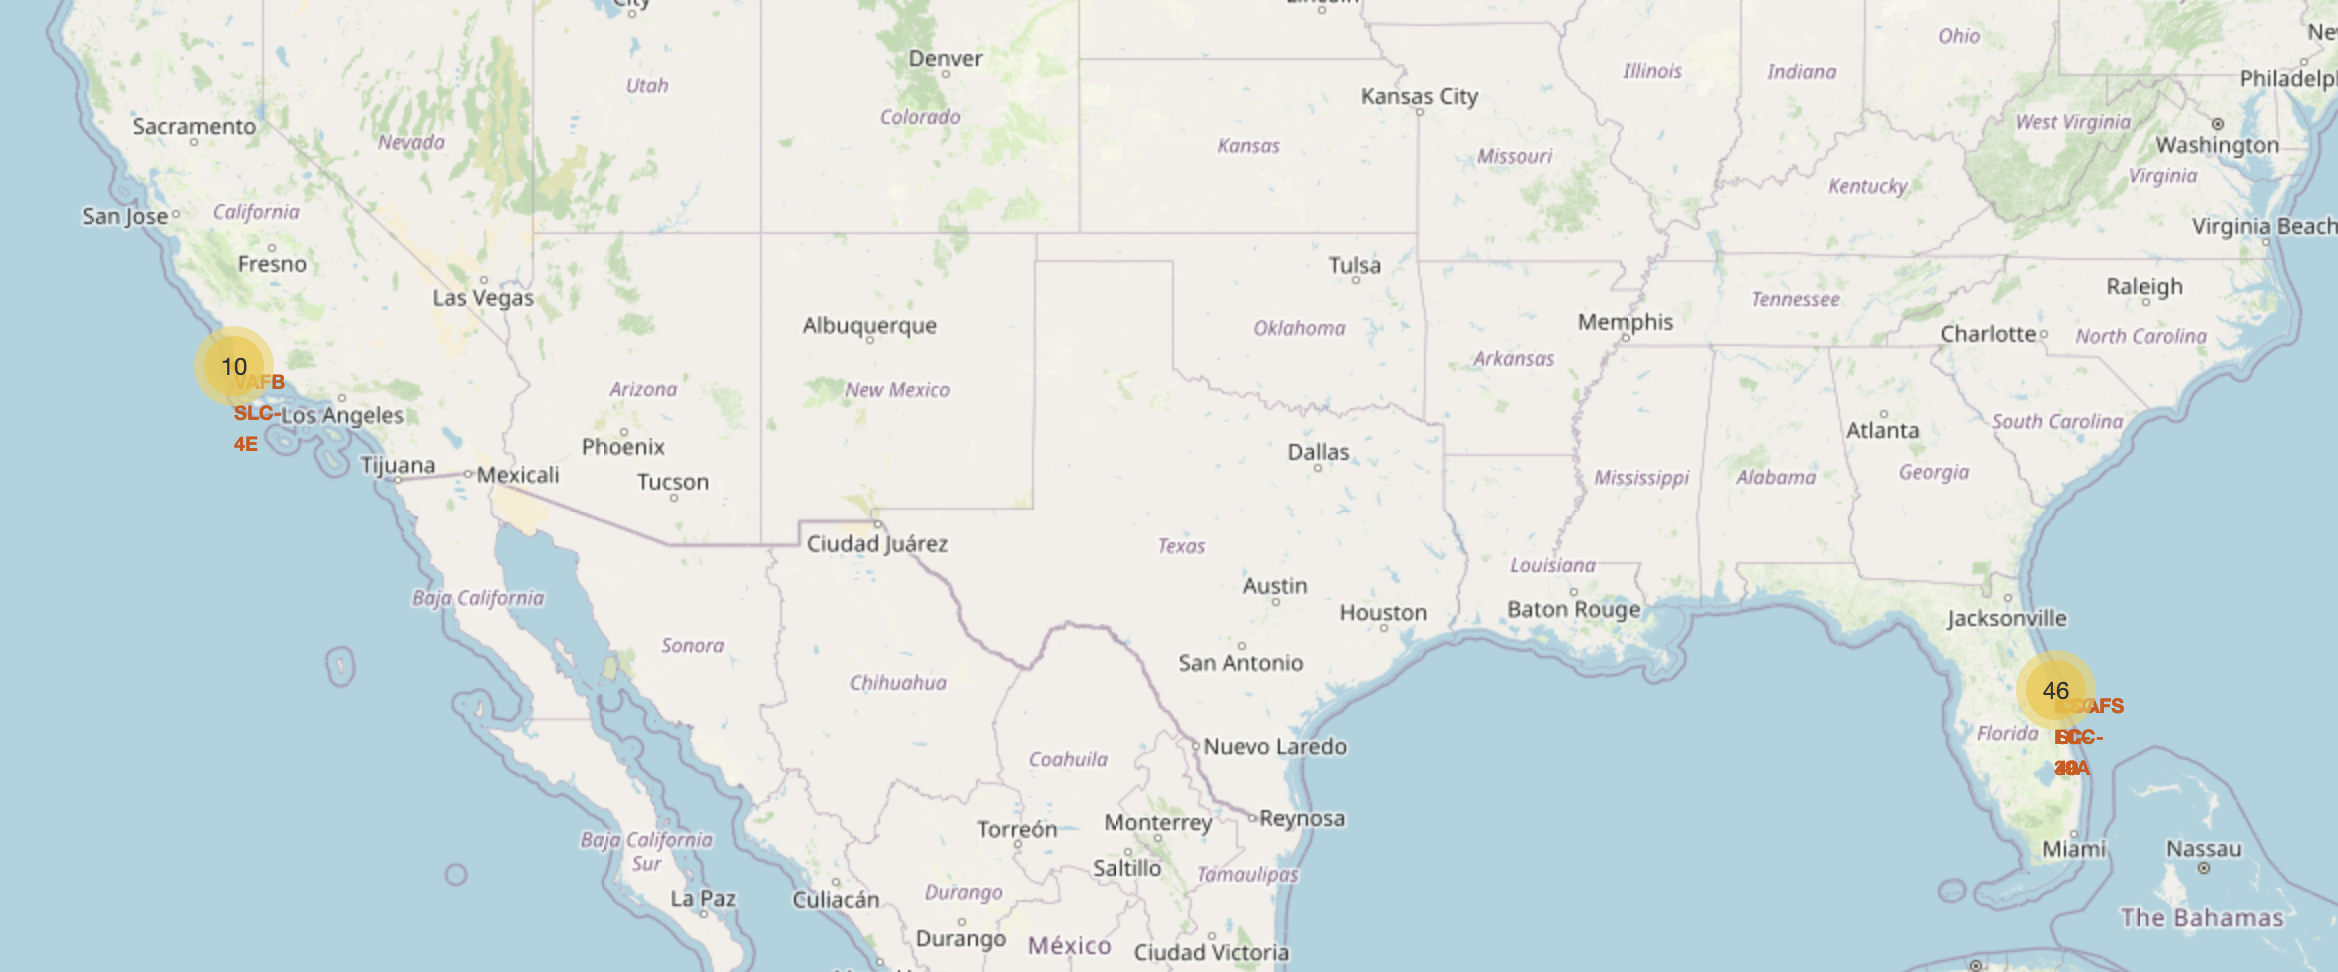 Denver
Ohio
Utah
Illinois
Indiana
Kansas City
Colorado
West Virginia
Sacramento
Nevada
Kansas
Missouri
Washington
Virginia
Kentucky
San Jose
California
Virginia Beach
Fresno
Tulsa
Las Vegas
Raleigh
Tennessee
Albuquerque
Oklahoma
Memphis
Charlotte
North Carolina
Arkansas
10
VAFB
SLC-
4E
Arizona
New Mexico
Los Angeles
South Carolina
Atlanta
Phoenix
Dallas
Tijuana
Mexicali
Tucson
Mississippi
Alabama
Georgia
Ciudad Juárez
Texas
Louisiana
Austin
Baja California
Houston
Baton Rouge
Jacksonville
Sonora
San Antonio
Chihuahua
46
Florida
Coahuila
Nuevo Laredo
Torreón
Monterrey
Reynosa
Baja California
Sur
Saltillo
Tamaulipas
Miami
Nassau
La Paz
Culiacán
Durango
The Bahamas
Durango
México
Ciudad Victoria